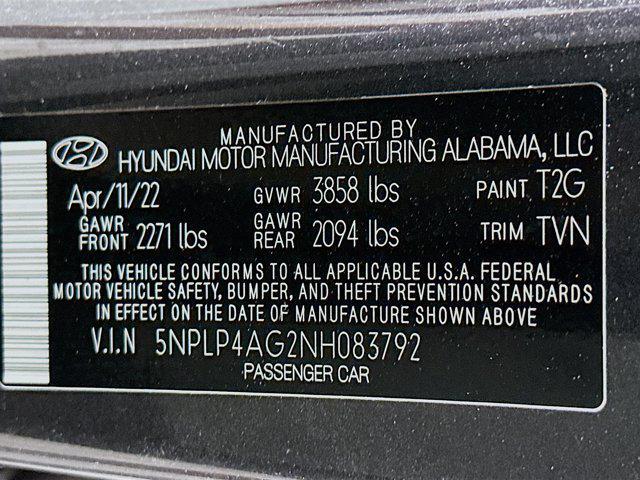 MANUFACTURED BY
HYUNDAI MOTOR MANUFACTURING ALABAMA, LLC
Apr/11/22 GVWR 3858 lbs PAINT T2G
GAWR FRONT 2271 lbs GAWR REAR 2094 lbs TRIM TVN
THIS VEHICLE CONFORMS TO ALL APPLICABLE U.S.A. FEDERAL
MOTOR VEHICLE SAFETY, BUMPER, AND THEFT PREVENTION STANDARDS
IN EFFECT ON THE DATE OF MANUFACTURE SHOWN ABOVE.
V.I.N 5NPLP4AG2NH083792
PASSENGER CAR